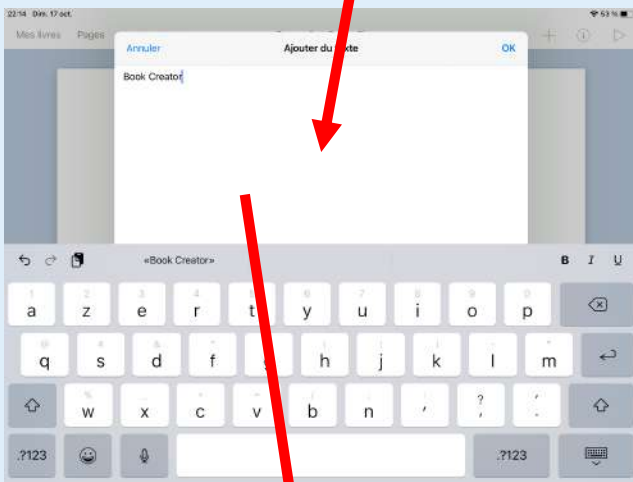 22:14 Dim. 17 oct. 53 %
Mes livres Pages
Annuler Ajouter du OK
Book Creator
«Book Creator» B I U
a z e r t y u i o p
q s d f h j k l m
w x c v b n ' ? , .
.?123 .?123